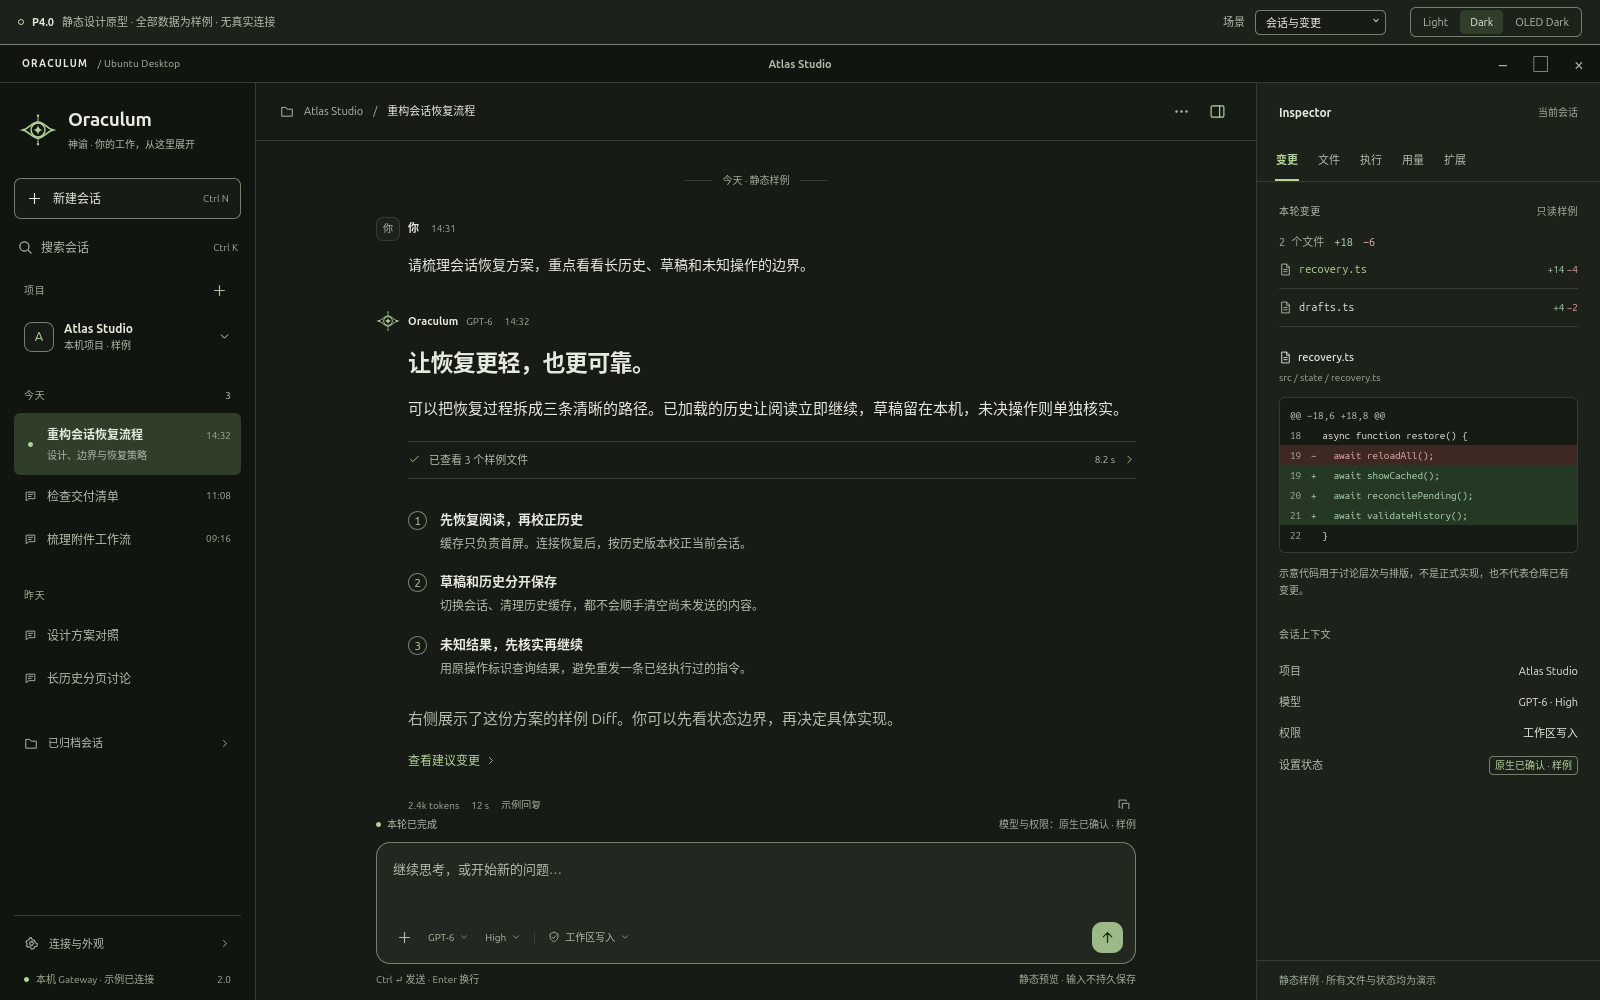 P4.0 静态设计原型 · 全部数据为样例 · 无真实连接
场景 会话与变更 Light Dark OLED Dark
ORACULUM / Ubuntu Desktop
Atlas Studio
Oraculum
神谕 · 你的工作，从这里展开
新建会话 Ctrl N
搜索会话 Ctrl K
项目
A
Atlas Studio
本机项目 · 样例
今天 3
重构会话恢复流程 14:32
设计、边界与恢复策略
检查交付清单 11:08
梳理附件工作流 09:16
昨天
设计方案对照
长历史分页讨论
已归档会话
连接与外观
本机 Gateway · 示例已连接 2.0
Atlas Studio / 重构会话恢复流程
今天 · 静态样例
你 你 14:31
请梳理会话恢复方案，重点看看长历史、草稿和未知操作的边界。
Oraculum GPT-6 14:32
让恢复更轻，也更可靠。
可以把恢复过程拆成三条清晰的路径。已加载的历史让阅读立即继续，草稿留在本机，未决操作则单独核实。
已查看 3 个样例文件 8.2 s
1 先恢复阅读，再校正历史
缓存只负责首屏。连接恢复后，按历史版本校正当前会话。
2 草稿和历史分开保存
切换会话、清理历史缓存，都不会顺手清空尚未发送的内容。
3 未知结果，先核实再继续
用原操作标识查询结果，避免重发一条已经执行过的指令。
右侧展示了这份方案的样例 Diff。你可以先看状态边界，再决定具体实现。
查看建议变更
2.4k tokens 12 s 示例回复
本轮已完成 模型与权限：原生已确认 · 样例
继续思考，或开始新的问题…
GPT-6 High 工作区写入
Ctrl ↵ 发送 · Enter 换行 静态预览 · 输入不持久保存
Inspector 当前会话
变更 文件 执行 用量 扩展
本轮变更 只读样例
2 个文件 +18 −6
recovery.ts +14 −4
drafts.ts +4 −2
recovery.ts
src / state / recovery.ts
@@ −18,6 +18,8 @@
18 async function restore() {
19 − await reloadAll();
19 + await showCached();
20 + await reconcilePending();
21 + await validateHistory();
22 }
示意代码用于讨论层次与排版，不是正式实现，也不代表仓库已有
变更。
会话上下文
项目 Atlas Studio
模型 GPT-6 · High
权限 工作区写入
设置状态 原生已确认 · 样例
静态样例 · 所有文件与状态均为演示